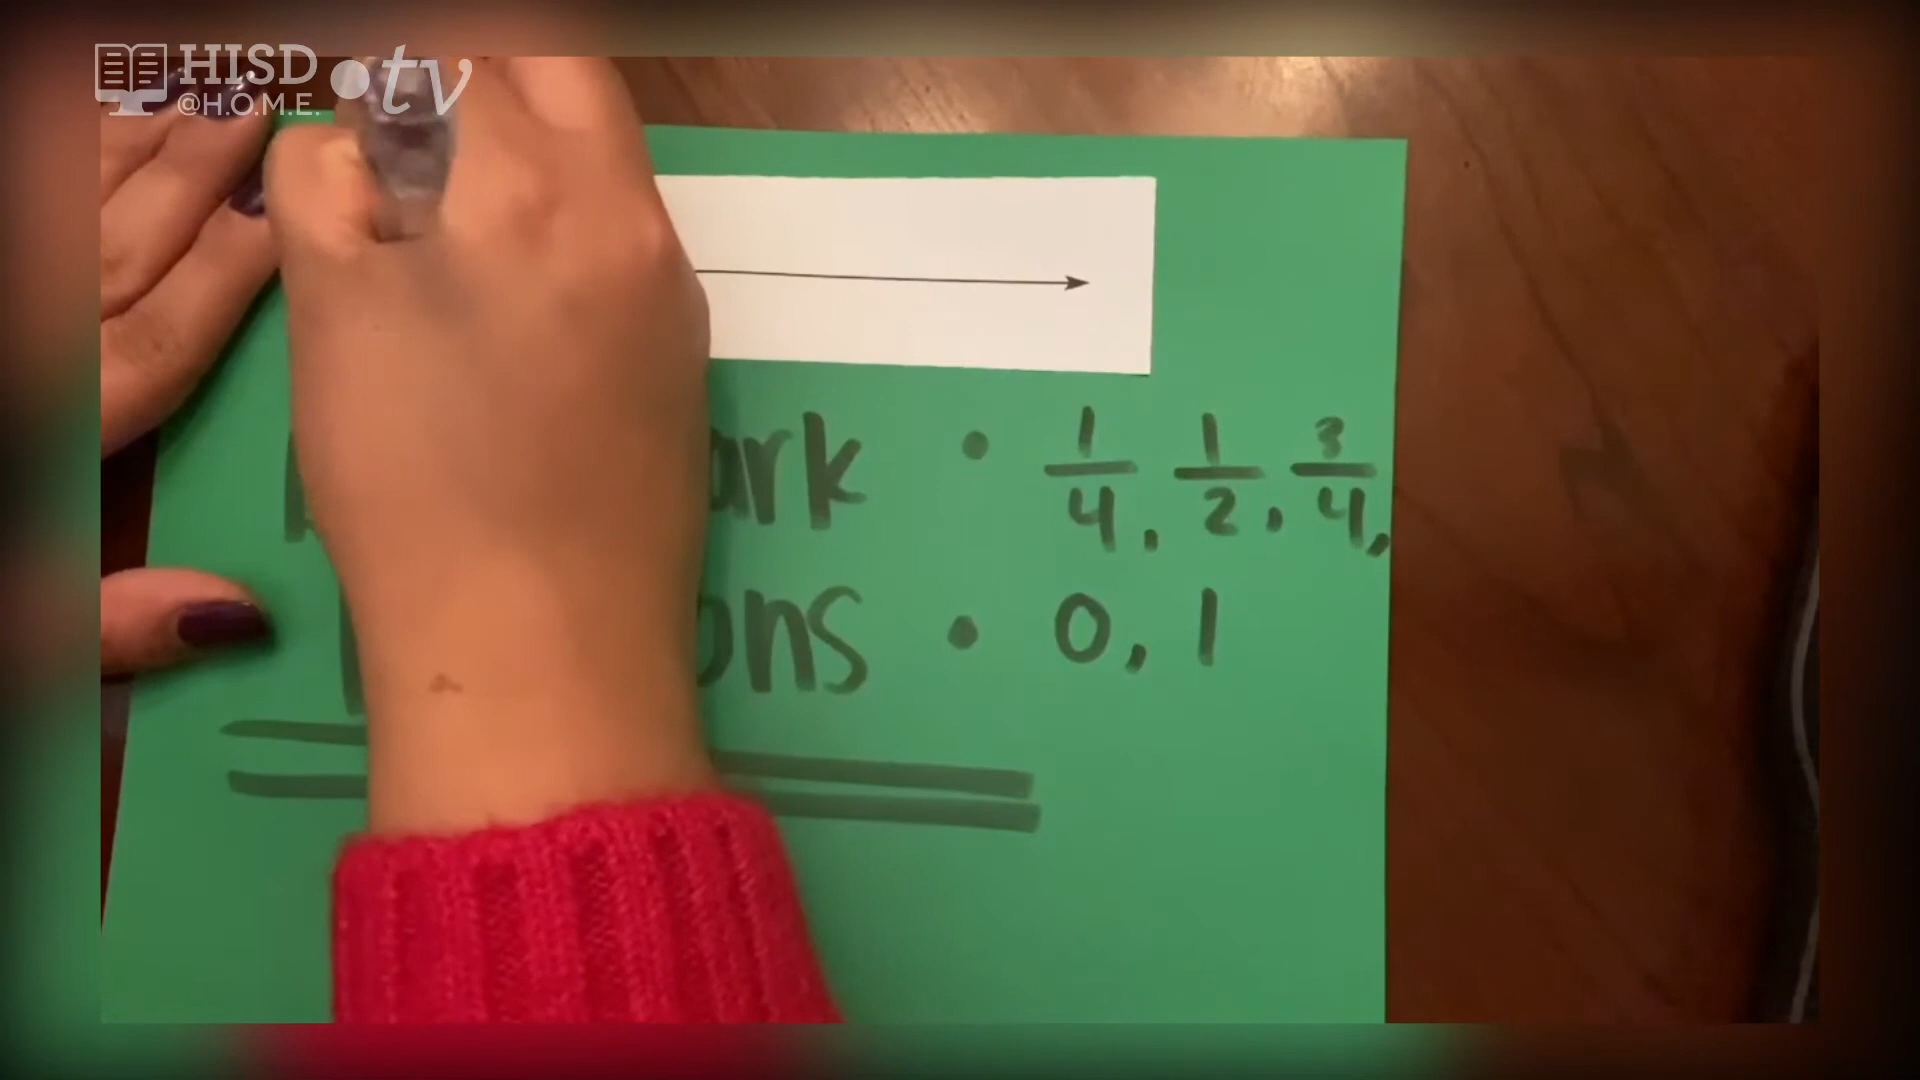 HISD .tv
@H.O.M.E.
ark · 1/4, 1/2, 3/4,
ons · 0, 1